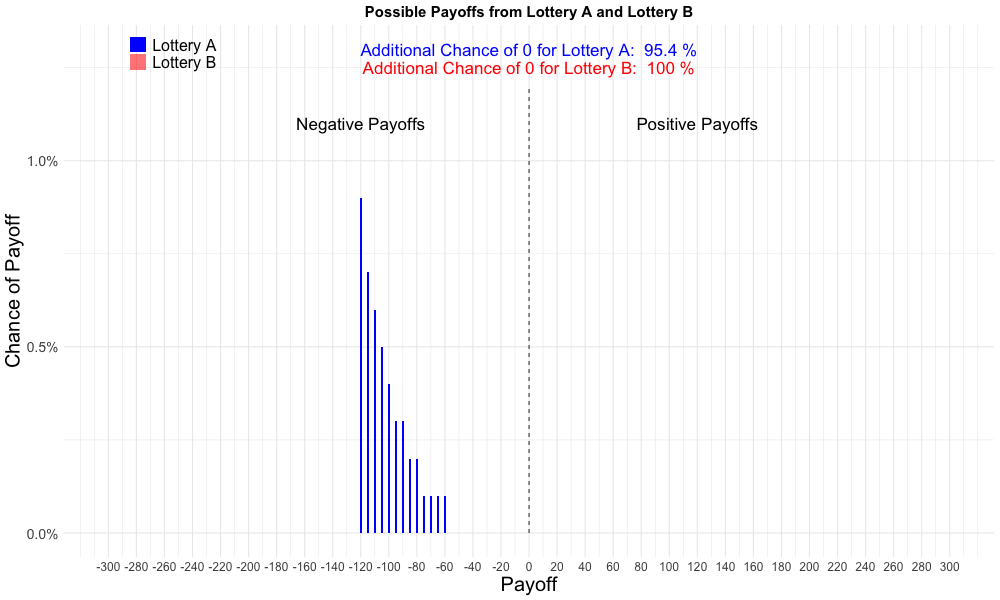 Possible Payoffs from Lottery A and Lottery B
Lottery A
Lottery B
Additional Chance of 0 for Lottery A:  95.4 %
Additional Chance of 0 for Lottery B:  100 %
Negative Payoffs
Positive Payoffs
Chance of Payoff
1.0%
0.5%
0.0%
-300 -280 -260 -240 -220 -200 -180 -160 -140 -120 -100 -80 -60 -40 -20 0 20 40 60 80 100 120 140 160 180 200 220 240 260 280 300
Payoff